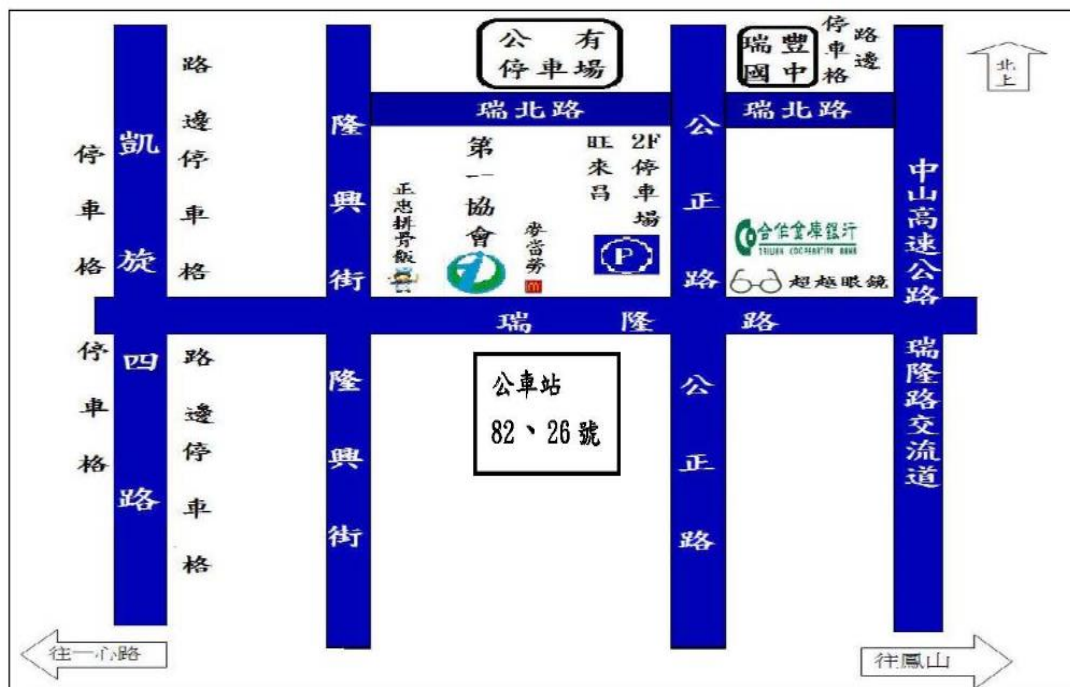 公有
停車場
瑞豐
國中
路邊
停車格
北上
瑞北路
瑞北路
凱旋四路
路邊停車格
停車格
隆興街
公正路
中山高速公路
第一協會
正忠排骨飯
麥當勞
旺來昌
2F停車場
P
合作金庫銀行
TAIWAN COOPERATIVE BANK
超越眼鏡
瑞隆路
停車格
路邊停車格
隆興街
公車站
82、26號
公正路
瑞隆路交流道
往一心路
往鳳山